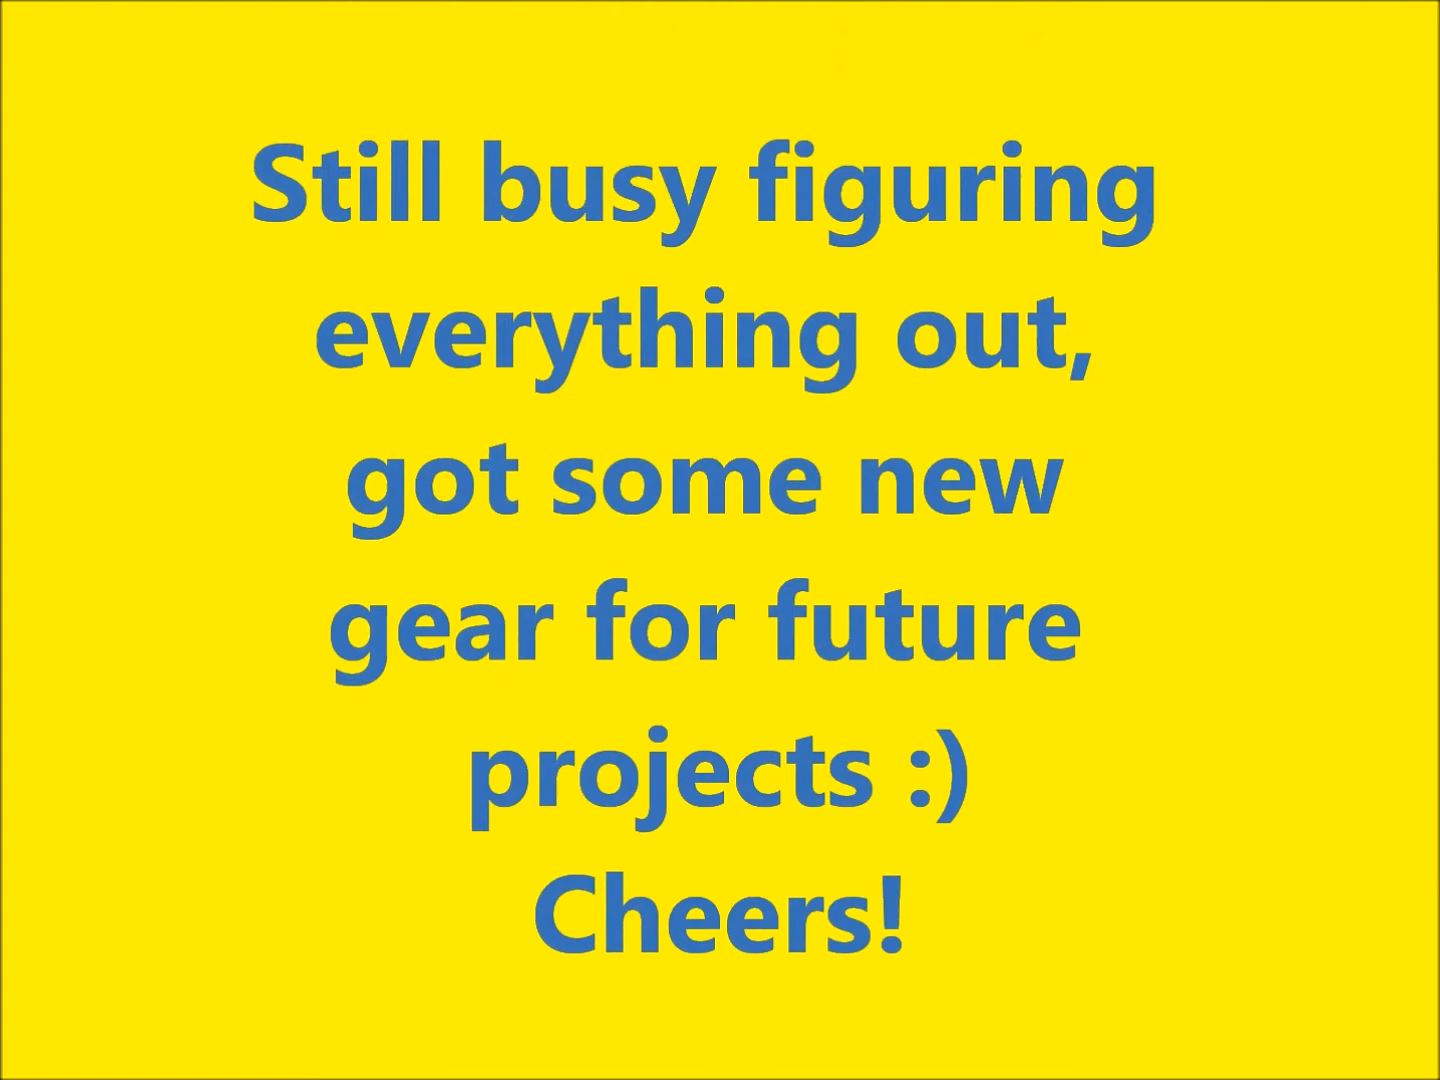 Still busy figuring
everything out,
got some new
gear for future
projects :)
Cheers!